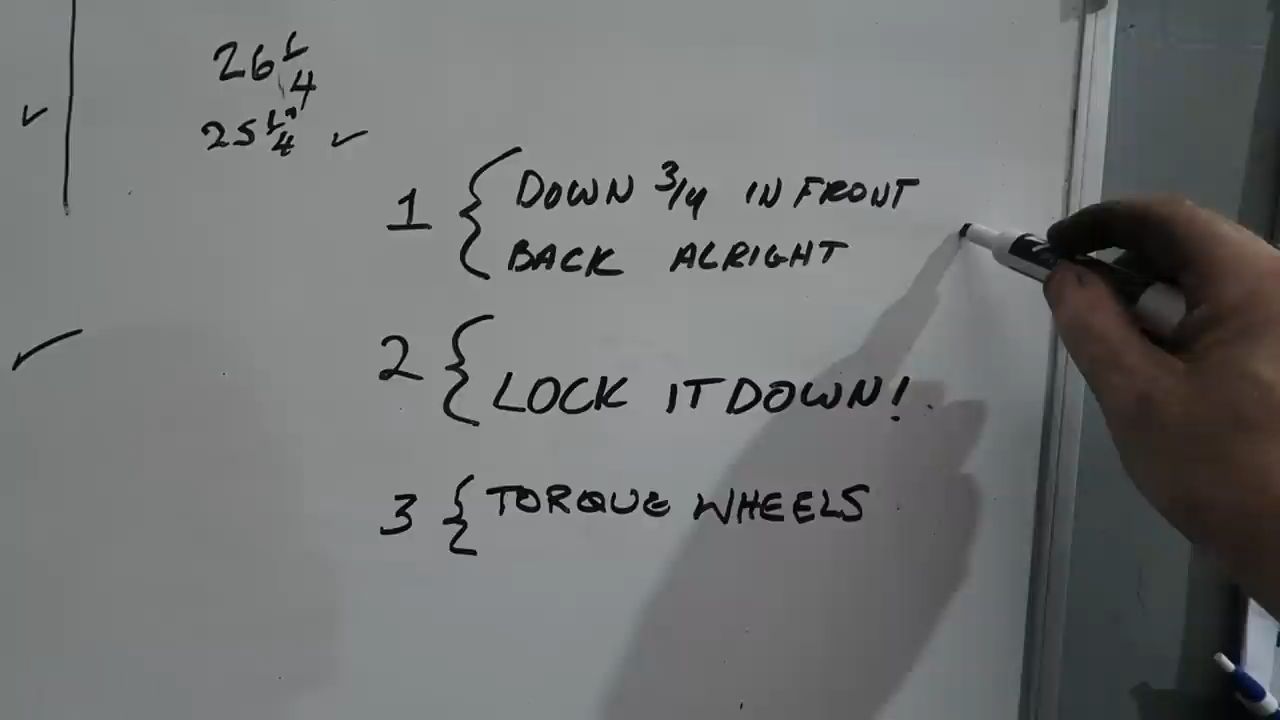 26 1/4
25 1/4" ✓
1 { DOWN 3/4 IN FRONT
BACK ALRIGHT
2 { LOCK IT DOWN!
3 { TORQUE WHEELS